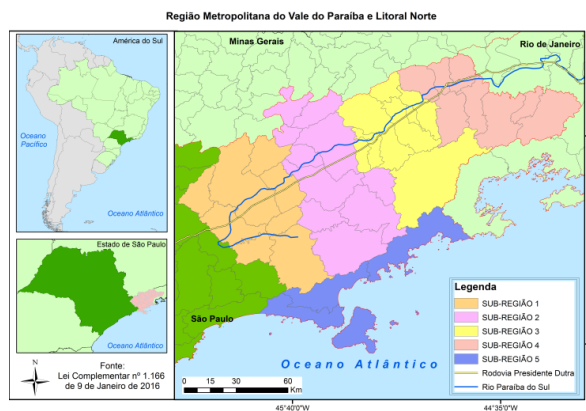 Região Metropolitana do Vale do Paraíba e Litoral Norte
América do Sul
Oceano
Pacífico
Oceano Atlântico
Estado de São Paulo
Oceano Atlântico
N
Fonte:
Lei Complementar nº 1.166
de 9 de Janeiro de 2016
Minas Gerais
Rio de Janeiro
São Paulo
Oceano Atlântico
0 15 30 60
Km
Legenda
SUB-REGIÃO 1
SUB-REGIÃO 2
SUB-REGIÃO 3
SUB-REGIÃO 4
SUB-REGIÃO 5
Rodovia Presidente Dutra
Rio Paraíba do Sul
45°40'0"W
44°35'0"W